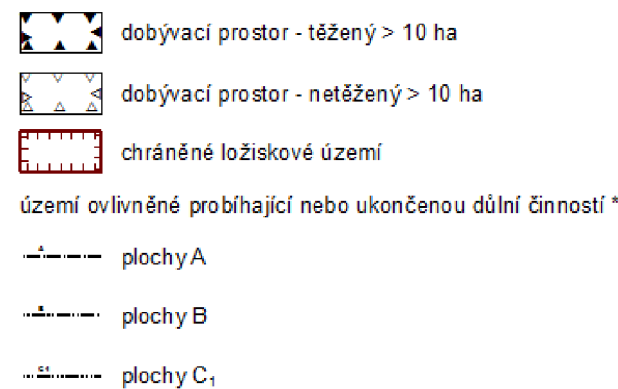 dobývací prostor - těžený > 10 ha
dobývací prostor - netěžený > 10 ha
chráněné ložiskové území
území ovlivněné probíhající nebo ukončenou důlní činností *
plochy A
plochy B
C1 plochy C₁